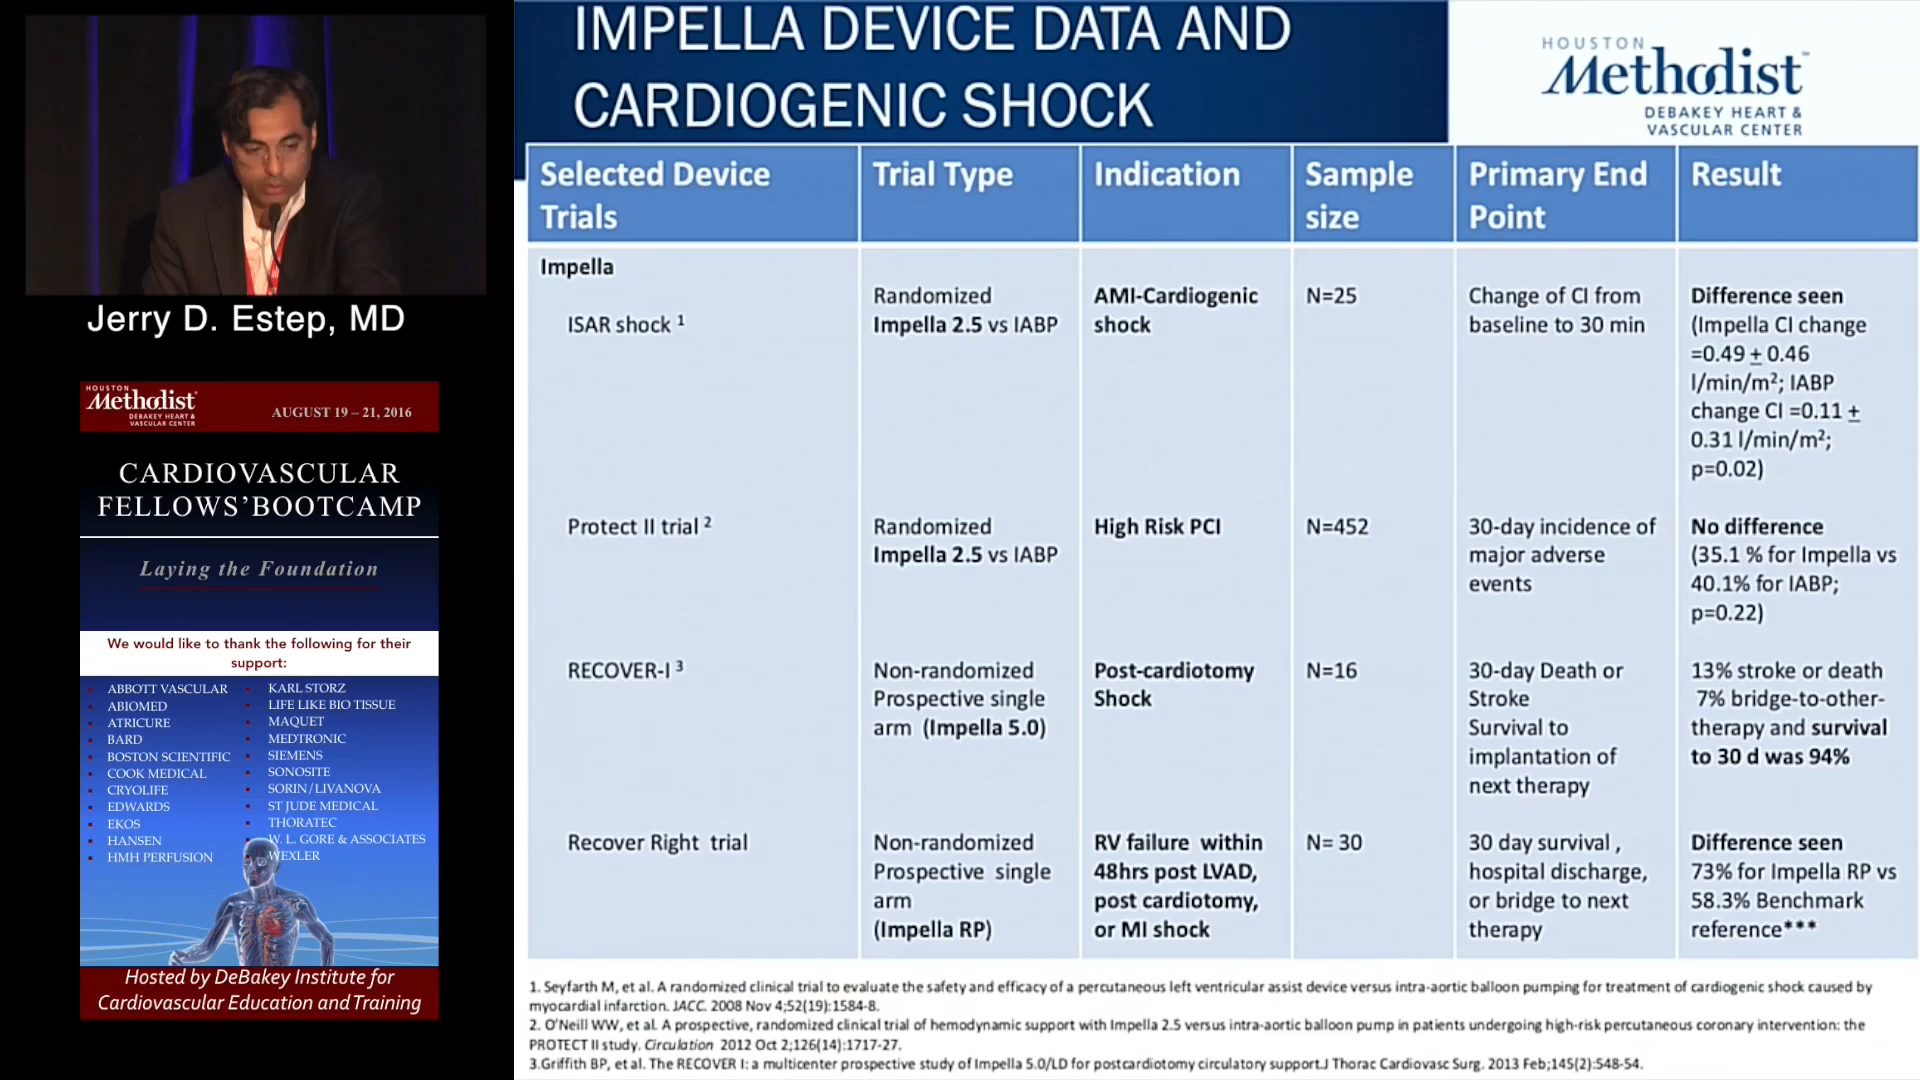 Jerry D. Estep, MD
HOUSTON
Methodist
DEBAKEY HEART &
VASCULAR CENTER
AUGUST 19 – 21, 2016
CARDIOVASCULAR
FELLOWS'BOOTCAMP
Laying the Foundation
We would like to thank the following for their
support:
ABBOTT VASCULAR
ABIOMED
ATRICURE
BARD
BOSTON SCIENTIFIC
COOK MEDICAL
CRYOLIFE
EDWARDS
EKOS
HANSEN
HMH PERFUSION
KARL STORZ
LIFE LIKE BIO TISSUE
MAQUET
MEDTRONIC
SIEMENS
SONOSITE
SORIN/LIVANOVA
ST JUDE MEDICAL
THORATEC
W. L. GORE & ASSOCIATES
WEXLER
Hosted by DeBakey Institute for
Cardiovascular Education and Training
IMPELLA DEVICE DATA AND
CARDIOGENIC SHOCK
HOUSTON
Methodist
DEBAKEY HEART &
VASCULAR CENTER
Selected Device
Trials
Trial Type
Indication
Sample
size
Primary End
Point
Result
Impella
ISAR shock 1
Randomized
Impella 2.5 vs IABP
AMI-Cardiogenic
shock
N=25
Change of CI from
baseline to 30 min
Difference seen
(Impella CI change
=0.49 ± 0.46
l/min/m²; IABP
change CI =0.11 ±
0.31 l/min/m²;
p=0.02)
Protect II trial 2
Randomized
Impella 2.5 vs IABP
High Risk PCI
N=452
30-day incidence of
major adverse
events
No difference
(35.1 % for Impella vs
40.1% for IABP;
p=0.22)
RECOVER-I 3
Non-randomized
Prospective single
arm (Impella 5.0)
Post-cardiotomy
Shock
N=16
30-day Death or
Stroke
Survival to
implantation of
next therapy
13% stroke or death
7% bridge-to-other-
therapy and survival
to 30 d was 94%
Recover Right trial
Non-randomized
Prospective single
arm
(Impella RP)
RV failure within
48hrs post LVAD,
post cardiotomy,
or MI shock
N= 30
30 day survival ,
hospital discharge,
or bridge to next
therapy
Difference seen
73% for Impella RP vs
58.3% Benchmark
reference***
1. Seyfarth M, et al. A randomized clinical trial to evaluate the safety and efficacy of a percutaneous left ventricular assist device versus intra-aortic balloon pumping for treatment of cardiogenic shock caused by
myocardial infarction. JACC. 2008 Nov 4;52(19):1584-8.
2. O'Neill WW, et al. A prospective, randomized clinical trial of hemodynamic support with Impella 2.5 versus intra-aortic balloon pump in patients undergoing high-risk percutaneous coronary intervention: the
PROTECT II study. Circulation 2012 Oct 2;126(14):1717-27.
3.Griffith BP, et al. The RECOVER I: a multicenter prospective study of Impella 5.0/LD for postcardiotomy circulatory support.J Thorac Cardiovasc Surg. 2013 Feb;145(2):548-54.